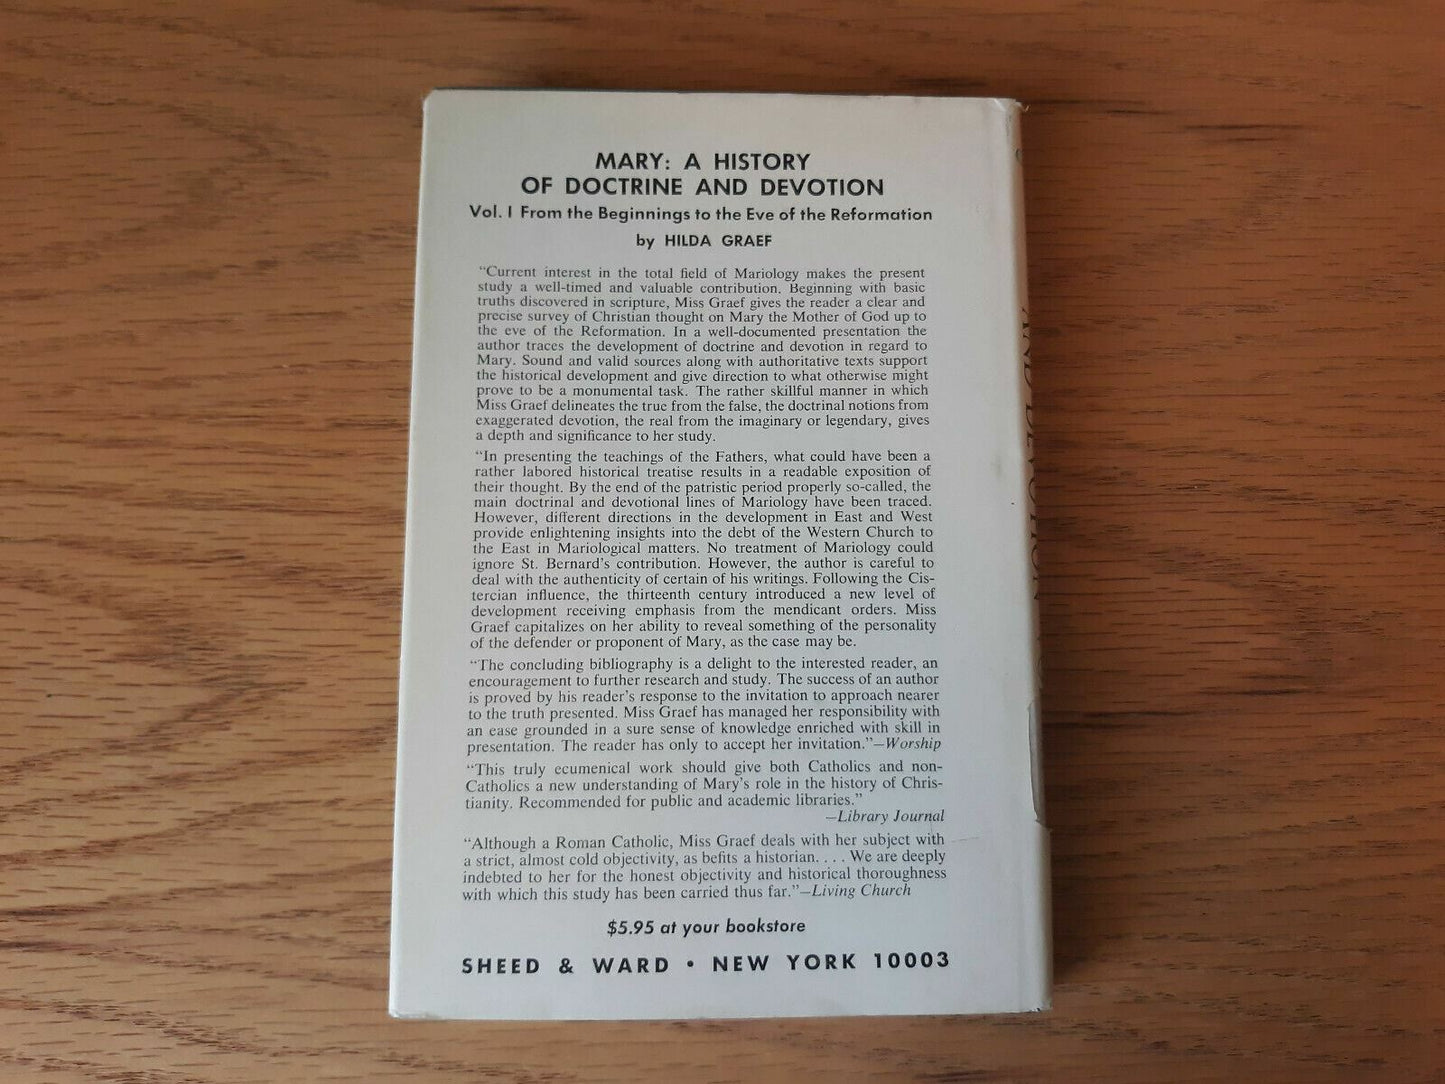 MARY: A HISTORY
OF DOCTRINE AND DEVOTION
Vol. I From the Beginnings to the Eve of the Reformation
by HILDA GRAEF
“Current interest in the total field of Mariology makes the present
study a well-timed and valuable contribution. Beginning with basic
truths discovered in scripture, Miss Graef gives the reader a clear and
precise survey of Christian thought on Mary the Mother of God up to
the eve of the Reformation. In a well-documented presentation the
author traces the development of doctrine and devotion in regard to
Mary. Sound and valid sources along with authoritative texts support
the historical development and give direction to what otherwise might
prove to be a monumental task. The rather skillful manner in which
Miss Graef delineates the true from the false, the doctrinal notions from
exaggerated devotion, the real from the imaginary or legendary, gives
a depth and significance to her study.
“In presenting the teachings of the Fathers, what could have been a
rather labored historical treatise results in a readable exposition of
their thought. By the end of the patristic period properly so-called, the
main doctrinal and devotional lines of Mariology have been traced.
However, different directions in the development in East and West
provide enlightening insights into the debt of the Western Church to
the East in Mariological matters. No treatment of Mariology could
ignore St. Bernard's contribution. However, the author is careful to
deal with the authenticity of certain of his writings. Following the Cis-
tercian influence, the thirteenth century introduced a new level of
development receiving emphasis from the mendicant orders. Miss
Graef capitalizes on her ability to reveal something of the personality
of the defender or proponent of Mary, as the case may be.
“The concluding bibliography is a delight to the interested reader, an
encouragement to further research and study. The success of an author
is proved by his reader's response to the invitation to approach nearer
to the truth presented. Miss Graef has managed her responsibility with
an ease grounded in a sure sense of knowledge enriched with skill in
presentation. The reader has only to accept her invitation.”—Worship
“This truly ecumenical work should give both Catholics and non-
Catholics a new understanding of Mary's role in the history of Chris-
tianity. Recommended for public and academic libraries.”
—Library Journal
“Although a Roman Catholic, Miss Graef deals with her subject with
a strict, almost cold objectivity, as befits a historian. . . . We are deeply
indebted to her for the honest objectivity and historical thoroughness
with which this study has been carried thus far.”—Living Church
$5.95 at your bookstore
SHEED & WARD • NEW YORK 10003
AND DEVOTION